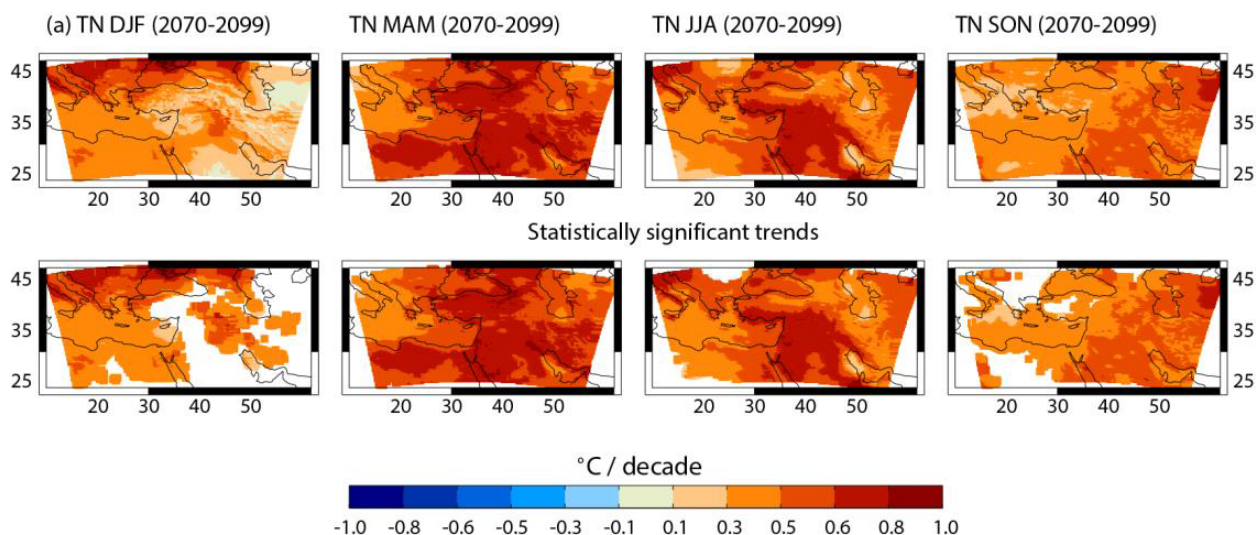 (a) TN DJF (2070-2099) TN MAM (2070-2099) TN JJA (2070-2099) TN SON (2070-2099)
45 45
35 35
25 25
20 30 40 50 20 30 40 50 20 30 40 50 20 30 40 50
Statistically significant trends
45 45
35 35
25 25
20 30 40 50 20 30 40 50 20 30 40 50 20 30 40 50
°C / decade
-1.0 -0.8 -0.6 -0.5 -0.3 -0.1 0.1 0.3 0.5 0.6 0.8 1.0